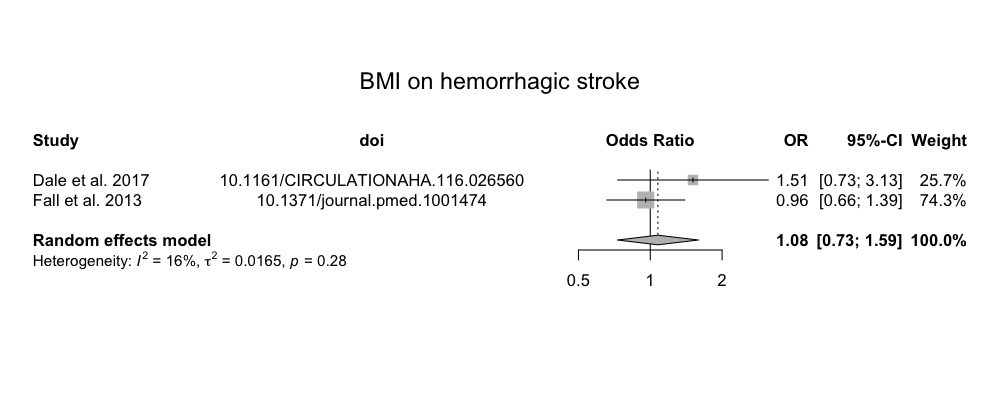 BMI on hemorrhagic stroke
Study doi Odds Ratio OR 95%-CI Weight
Dale et al. 2017 10.1161/CIRCULATIONAHA.116.026560 1.51 [0.73; 3.13] 25.7%
Fall et al. 2013 10.1371/journal.pmed.1001474 0.96 [0.66; 1.39] 74.3%
Random effects model 1.08 [0.73; 1.59] 100.0%
Heterogeneity: I² = 16%, τ² = 0.0165, p = 0.28
0.5 1 2